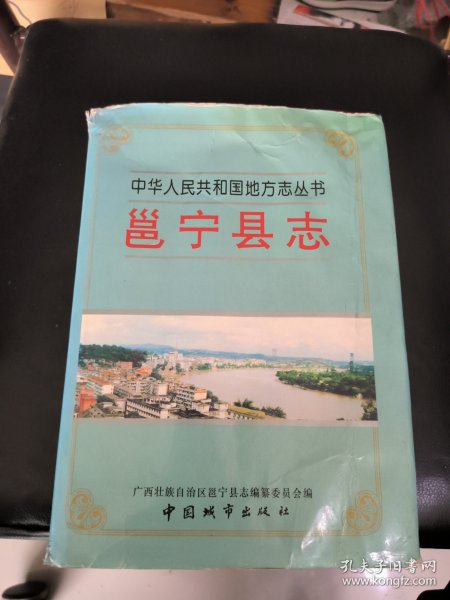 中华人民共和国地方志丛书
邕宁县志
广西壮族自治区邕宁县志编纂委员会编
中国城市出版社
孔夫子旧书网
www.kongfz.com